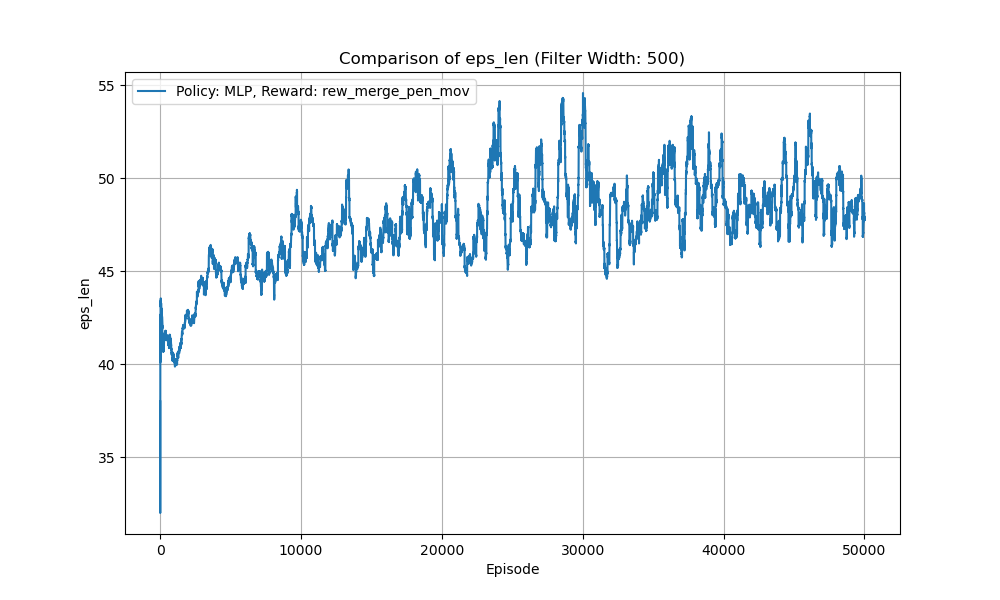 Comparison of eps_len (Filter Width: 500)
Policy: MLP, Reward: rew_merge_pen_mov
55
50
45
40
35
eps_len
0 10000 20000 30000 40000 50000
Episode